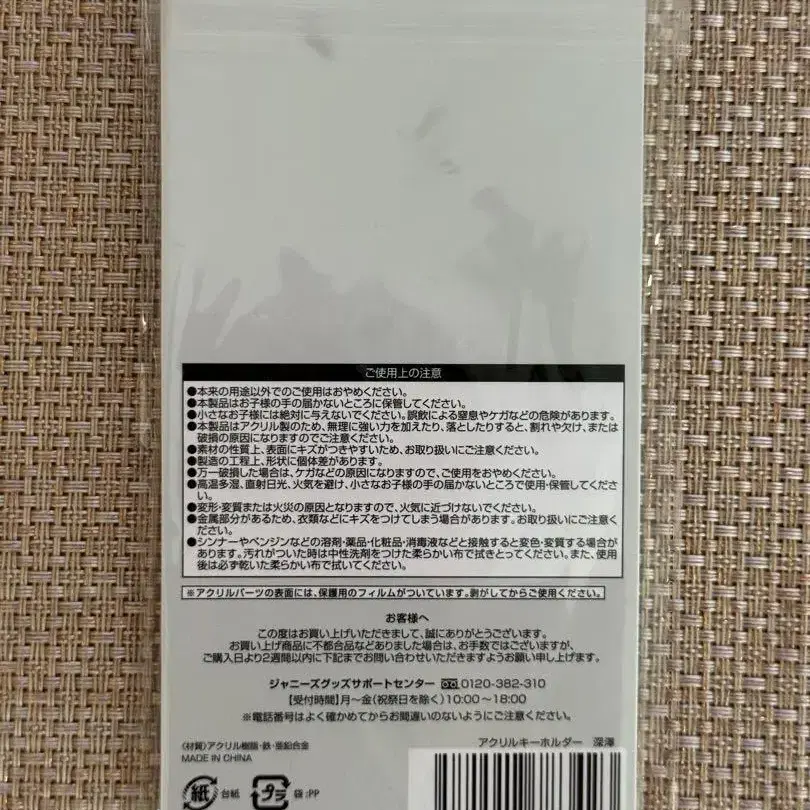 ご使用上の注意
●本来の用途以外でのご使用はおやめください。
●本製品はお子様の手の届かないところに保管してください。
●小さなお子様には絶対に与えないでください。誤飲による窒息やケガなどの危険があります。
●本製品はアクリル製のため、無理に強い力を加えたり、落としたりすると、割れや欠け、または
破損の原因になりますのでご注意ください。
●素材の性質上、表面にキズがつきやすいため、お取り扱いにご注意ください。
●製造の工程上、形状に個体差があります。
●万一破損した場合は、ケガなどの原因になりますので、ご使用をおやめください。
●高温多湿、直射日光、火気を避け、小さなお子様の手の届かないところで使用・保管してくださ
い。
●変形・変質または火災の原因となりますので、火気に近づけないでください。
●金属部分があるため、衣類などにキズをつけてしまう場合があります。お取り扱いにご注意くだ
さい。
●シンナーやベンジンなどの溶剤・薬品・化粧品・消毒液などと接触すると変色・変質する場合が
あります。汚れがついた時は中性洗剤をつけた柔らかい布で拭きとってください。また、使用
後は必ず乾いた柔らかい布で拭いてください。
※アクリルパーツの表面には、保護用のフィルムがついています。剥がしてからご使用ください。
お客様へ
この度はお買い上げいただきまして、誠にありがとうございます。
お買い上げ商品に不都合品などありました場合は、お手数ではございますが、
ご購入日より2週間以内に下記までお問い合わせいただきますようお願い申し上げます。
ジャニーズグッズサポートセンター 0120-382-310
【受付時間】月～金(祝祭日を除く)10:00～18:00
※電話番号はよく確かめてからお間違いのないようにご注意ください。
アクリルキーホルダー 深澤
〈材質〉アクリル樹脂・鉄・亜鉛合金
MADE IN CHINA
紙 台紙 プラ 袋:PP